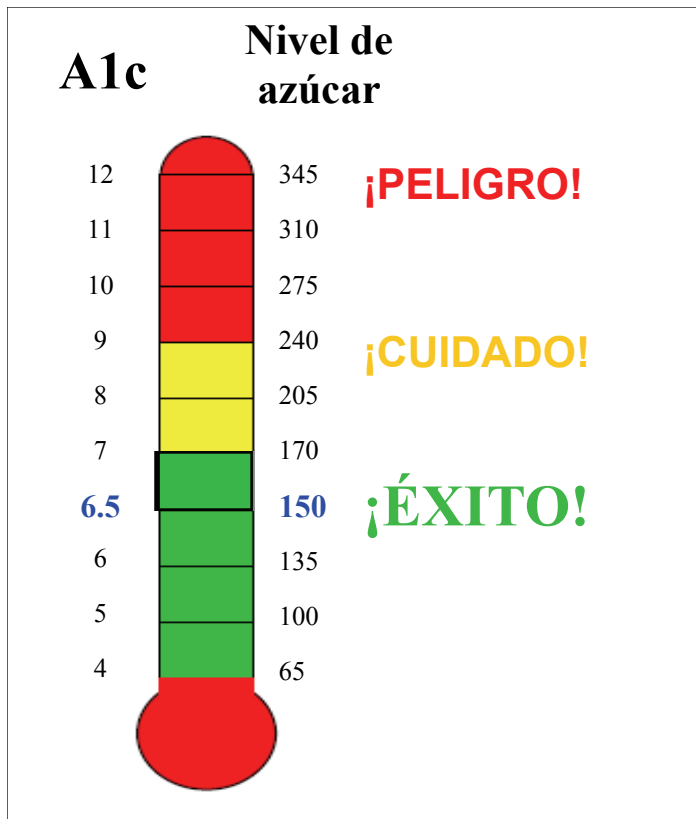 A1c
Nivel de
azúcar
12 345 ¡PELIGRO!
11 310
10 275
9 240 ¡CUIDADO!
8 205
7 170
6.5 150 ¡ÉXITO!
6 135
5 100
4 65